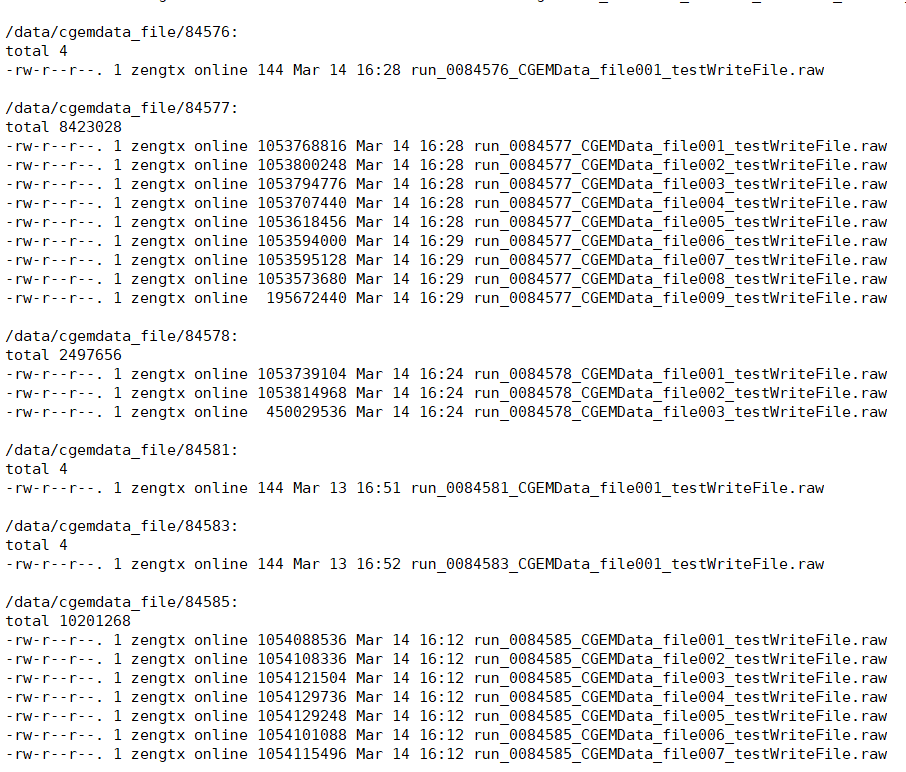 /data/cgemdata_file/84576:
total 4
-rw-r--r--. 1 zengtx online 144 Mar 14 16:28 run_0084576_CGEMData_file001_testWriteFile.raw
/data/cgemdata_file/84577:
total 8423028
-rw-r--r--. 1 zengtx online 1053768816 Mar 14 16:28 run_0084577_CGEMData_file001_testWriteFile.raw
-rw-r--r--. 1 zengtx online 1053800248 Mar 14 16:28 run_0084577_CGEMData_file002_testWriteFile.raw
-rw-r--r--. 1 zengtx online 1053794776 Mar 14 16:28 run_0084577_CGEMData_file003_testWriteFile.raw
-rw-r--r--. 1 zengtx online 1053707440 Mar 14 16:28 run_0084577_CGEMData_file004_testWriteFile.raw
-rw-r--r--. 1 zengtx online 1053618456 Mar 14 16:28 run_0084577_CGEMData_file005_testWriteFile.raw
-rw-r--r--. 1 zengtx online 1053594000 Mar 14 16:29 run_0084577_CGEMData_file006_testWriteFile.raw
-rw-r--r--. 1 zengtx online 1053595128 Mar 14 16:29 run_0084577_CGEMData_file007_testWriteFile.raw
-rw-r--r--. 1 zengtx online 1053573680 Mar 14 16:29 run_0084577_CGEMData_file008_testWriteFile.raw
-rw-r--r--. 1 zengtx online  195672440 Mar 14 16:29 run_0084577_CGEMData_file009_testWriteFile.raw
/data/cgemdata_file/84578:
total 2497656
-rw-r--r--. 1 zengtx online 1053739104 Mar 14 16:24 run_0084578_CGEMData_file001_testWriteFile.raw
-rw-r--r--. 1 zengtx online 1053814968 Mar 14 16:24 run_0084578_CGEMData_file002_testWriteFile.raw
-rw-r--r--. 1 zengtx online  450029536 Mar 14 16:24 run_0084578_CGEMData_file003_testWriteFile.raw
/data/cgemdata_file/84581:
total 4
-rw-r--r--. 1 zengtx online 144 Mar 13 16:51 run_0084581_CGEMData_file001_testWriteFile.raw
/data/cgemdata_file/84583:
total 4
-rw-r--r--. 1 zengtx online 144 Mar 13 16:52 run_0084583_CGEMData_file001_testWriteFile.raw
/data/cgemdata_file/84585:
total 10201268
-rw-r--r--. 1 zengtx online 1054088536 Mar 14 16:12 run_0084585_CGEMData_file001_testWriteFile.raw
-rw-r--r--. 1 zengtx online 1054108336 Mar 14 16:12 run_0084585_CGEMData_file002_testWriteFile.raw
-rw-r--r--. 1 zengtx online 1054121504 Mar 14 16:12 run_0084585_CGEMData_file003_testWriteFile.raw
-rw-r--r--. 1 zengtx online 1054129736 Mar 14 16:12 run_0084585_CGEMData_file004_testWriteFile.raw
-rw-r--r--. 1 zengtx online 1054129248 Mar 14 16:12 run_0084585_CGEMData_file005_testWriteFile.raw
-rw-r--r--. 1 zengtx online 1054101088 Mar 14 16:12 run_0084585_CGEMData_file006_testWriteFile.raw
-rw-r--r--. 1 zengtx online 1054115496 Mar 14 16:12 run_0084585_CGEMData_file007_testWriteFile.raw